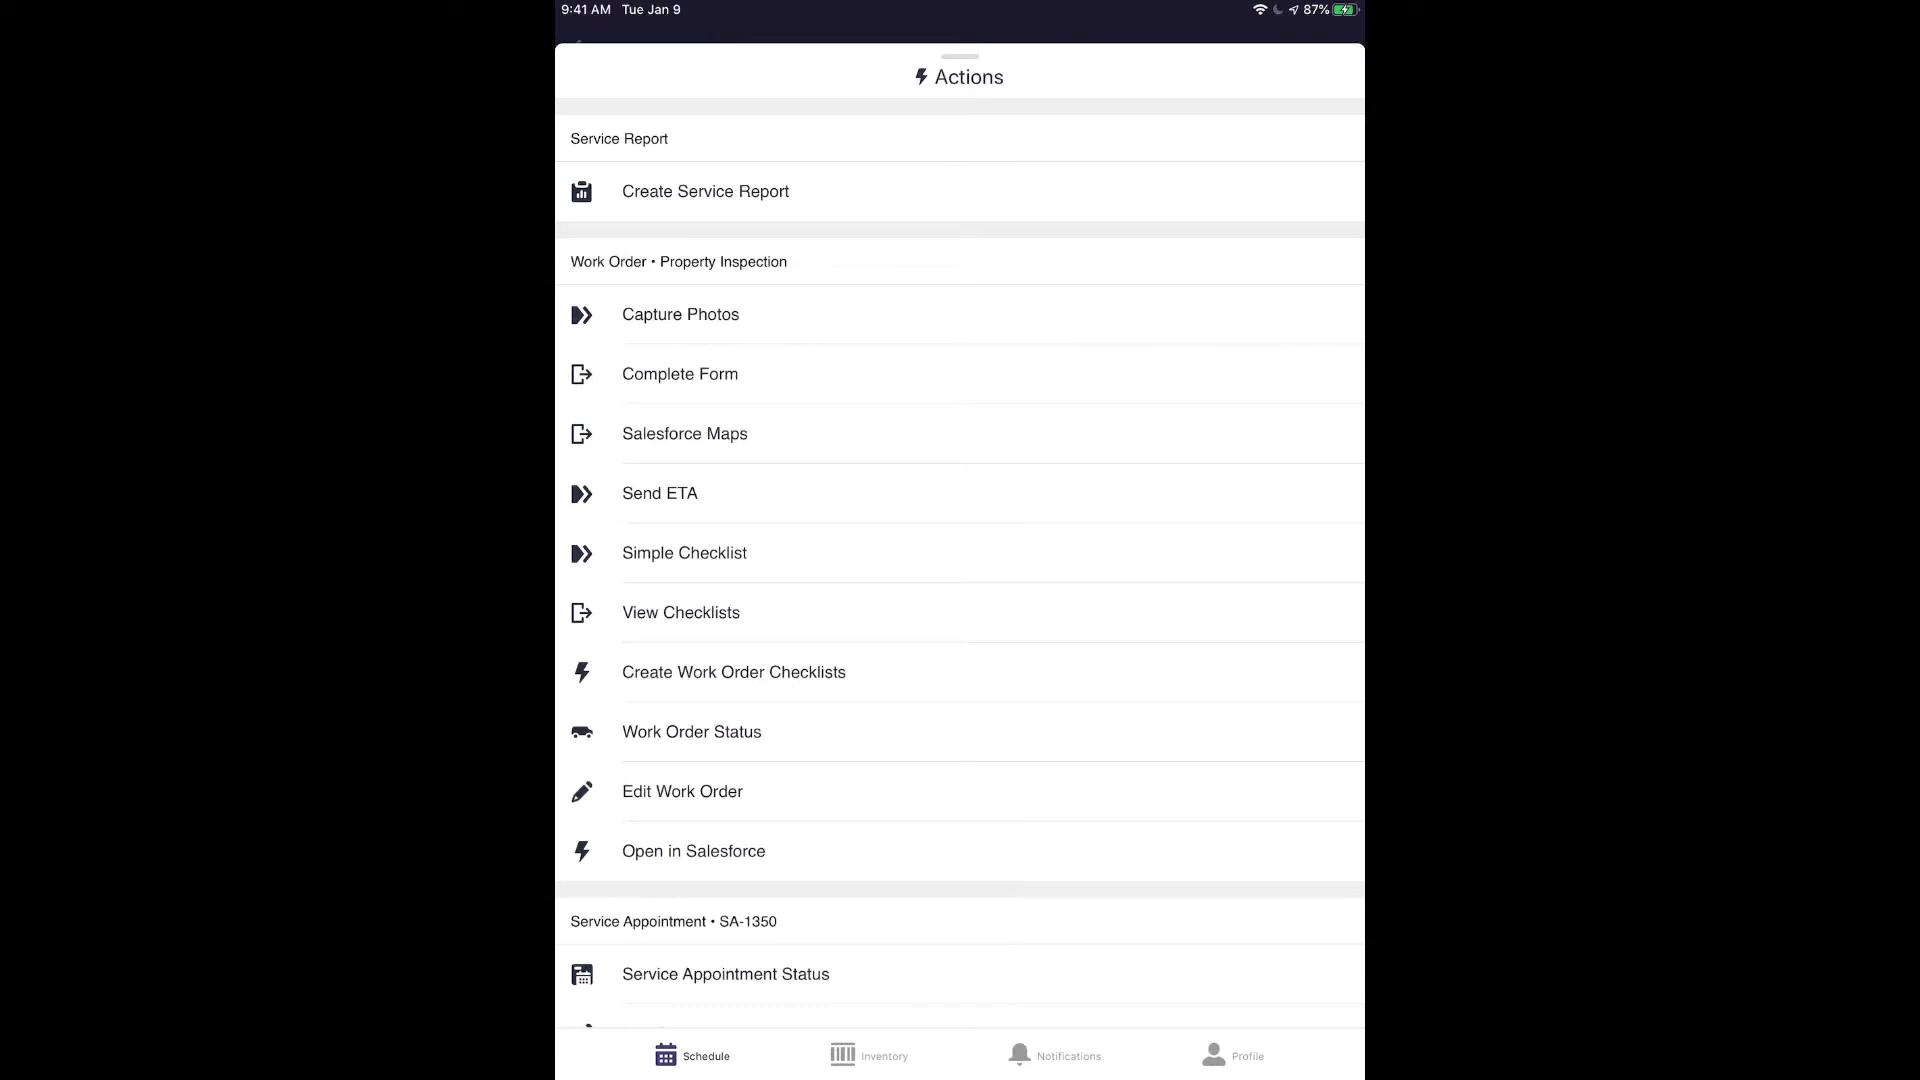 9:41 AM Tue Jan 9 87%
Actions
Service Report
Create Service Report
Work Order • Property Inspection
Capture Photos
Complete Form
Salesforce Maps
Send ETA
Simple Checklist
View Checklists
Create Work Order Checklists
Work Order Status
Edit Work Order
Open in Salesforce
Service Appointment • SA-1350
Service Appointment Status
Schedule Inventory Notifications Profile